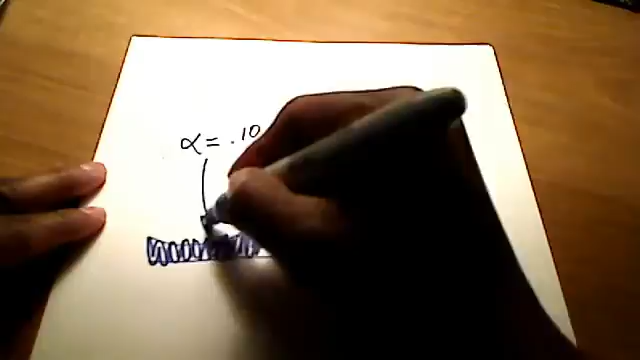 α = .10